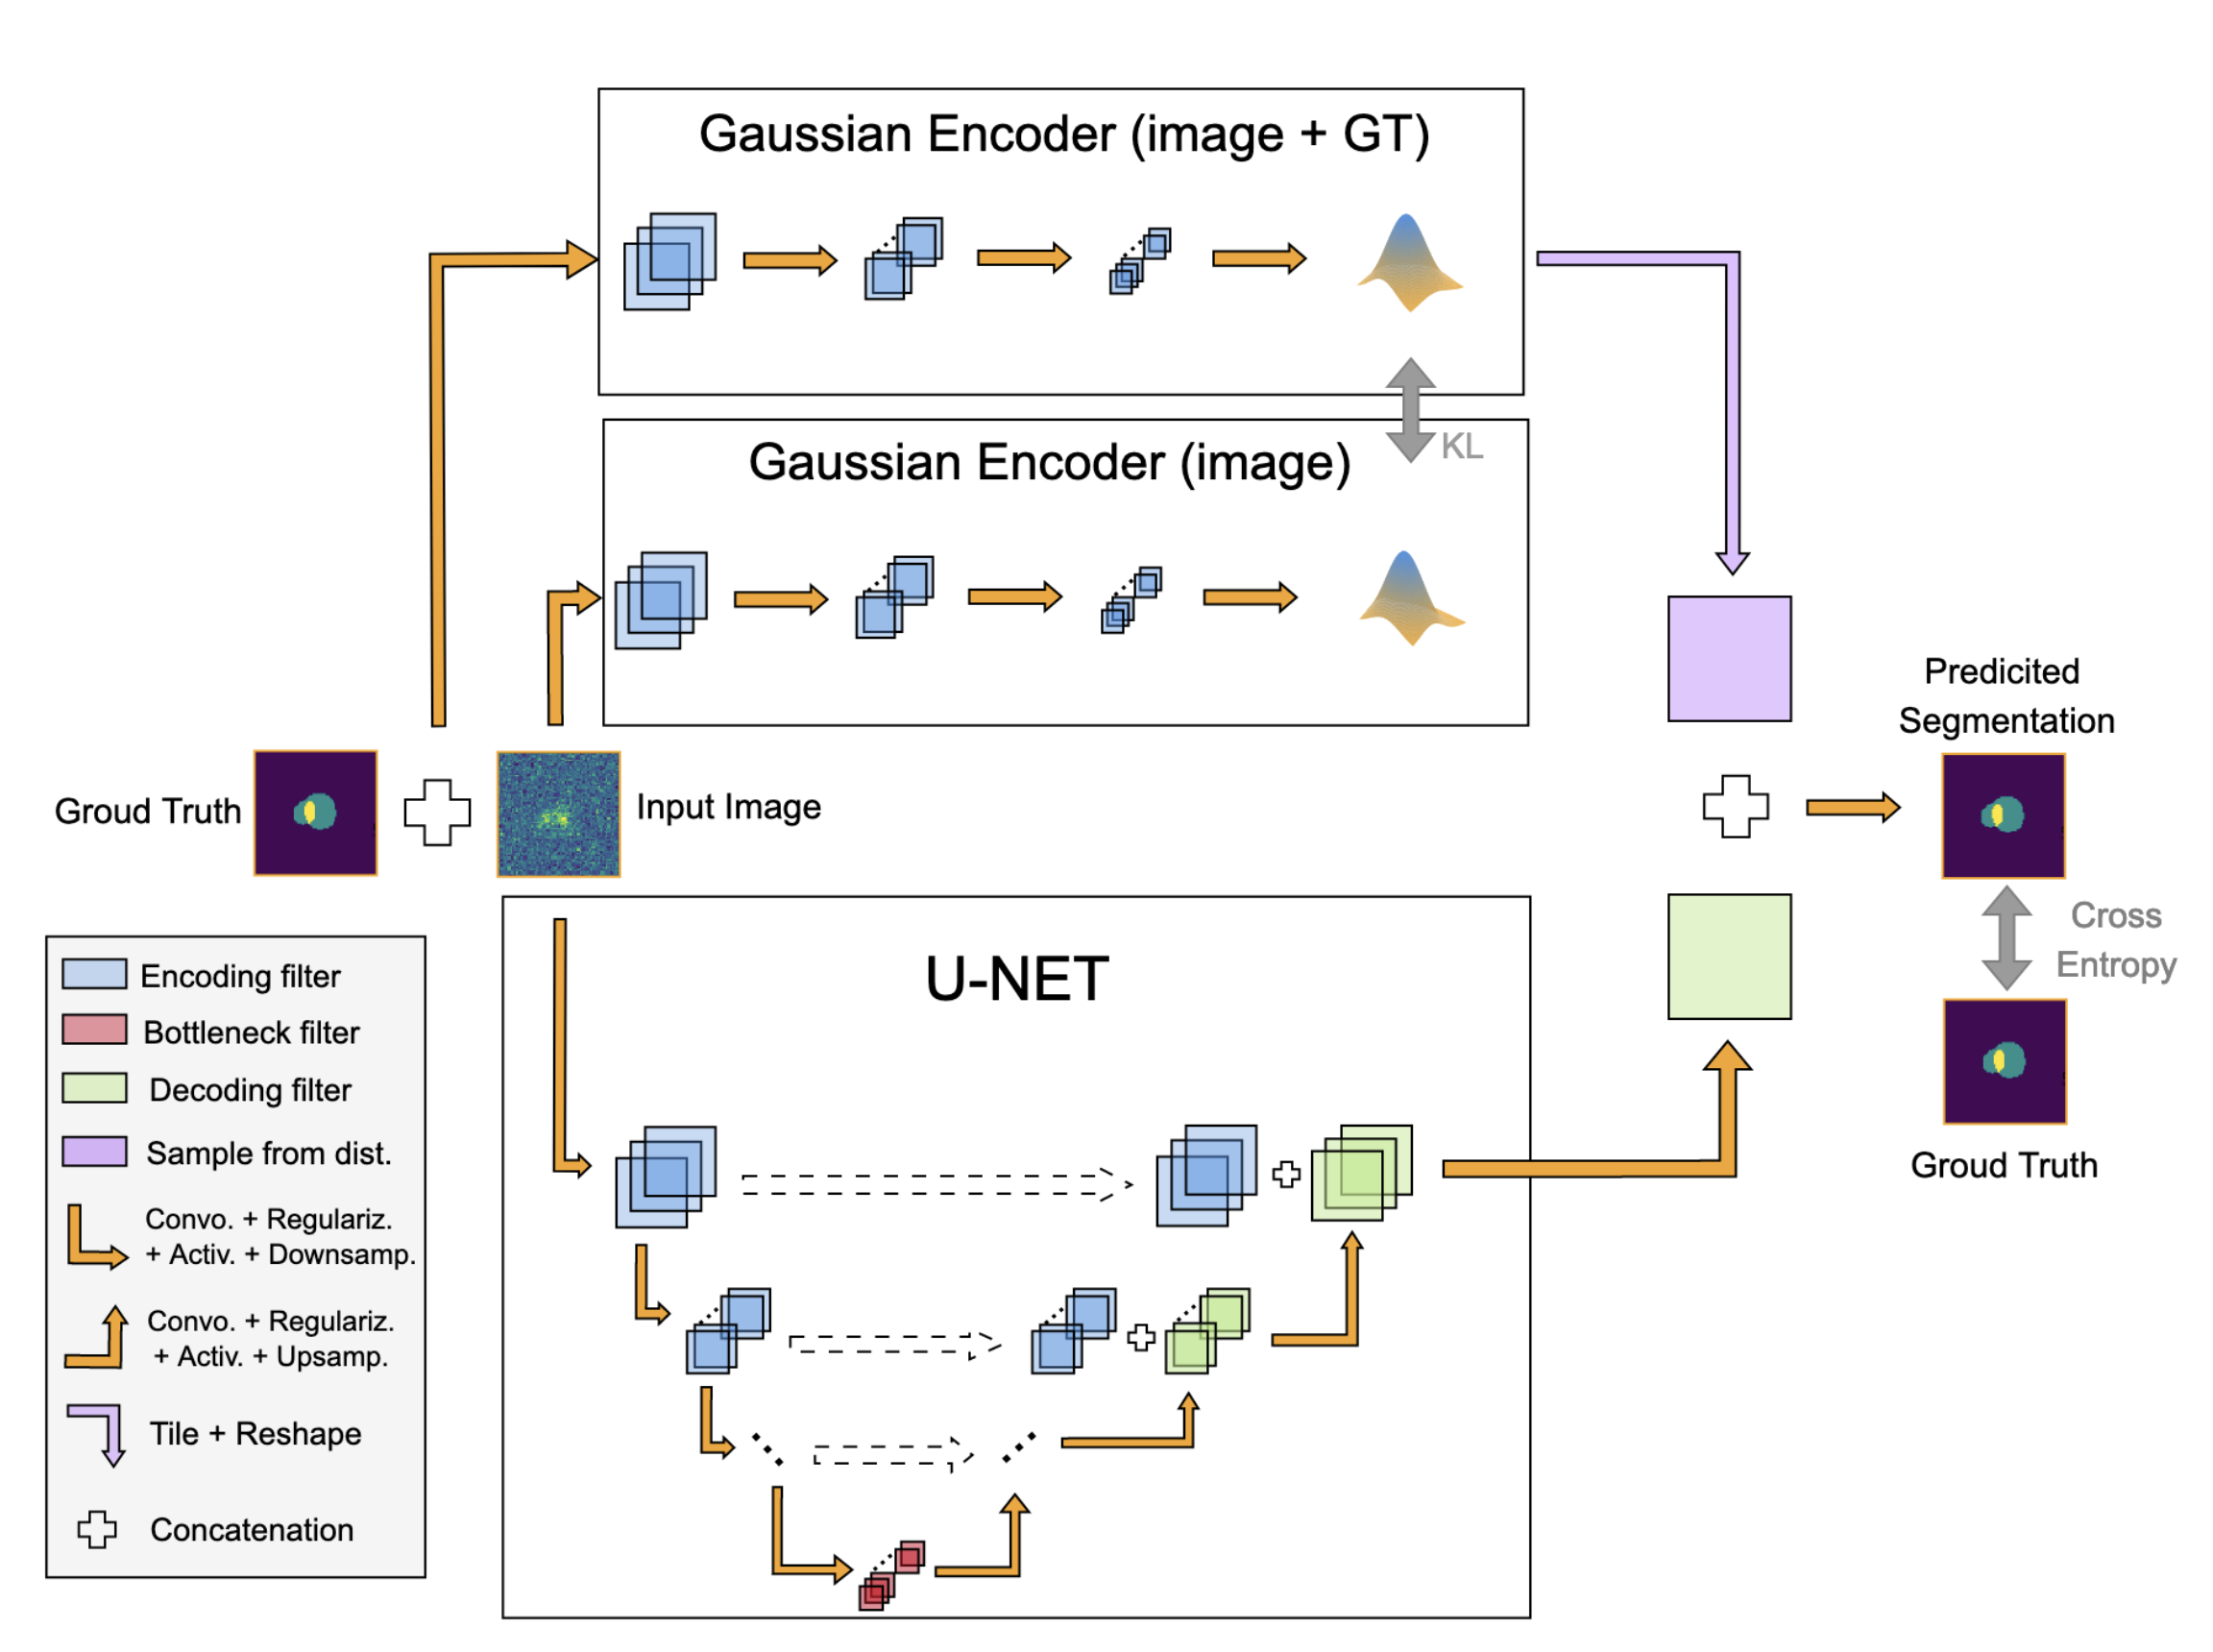 Gaussian Encoder (image + GT)
KL
Gaussian Encoder (image)
Groud Truth
Input Image
Predicited
Segmentation
Cross
Entropy
Groud Truth
U-NET
Encoding filter
Bottleneck filter
Decoding filter
Sample from dist.
Convo. + Regulariz.
+ Activ. + Downsamp.
Convo. + Regulariz.
+ Activ. + Upsamp.
Tile + Reshape
Concatenation